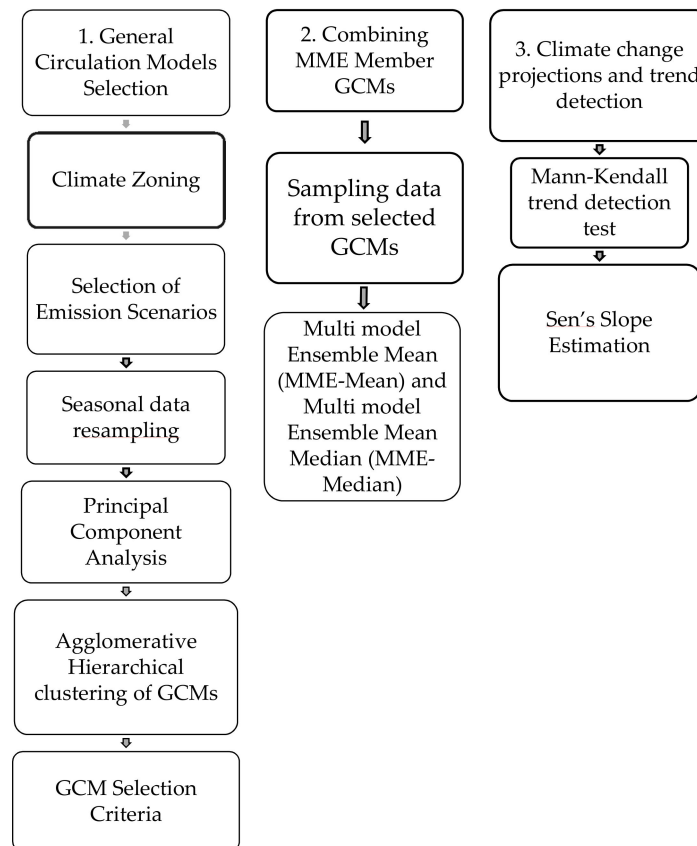 1. General
Circulation Models
Selection
Climate Zoning
Selection of
Emission Scenarios
Seasonal data
resampling
Principal
Component
Analysis
Agglomerative
Hierarchical
clustering of GCMs
GCM Selection
Criteria
2. Combining
MME Member
GCMs
Sampling data
from selected
GCMs
Multi model
Ensemble Mean
(MME-Mean) and
Multi model
Ensemble Mean
Median (MME-
Median)
3. Climate change
projections and trend
detection
Mann-Kendall
trend detection
test
Sen's Slope
Estimation